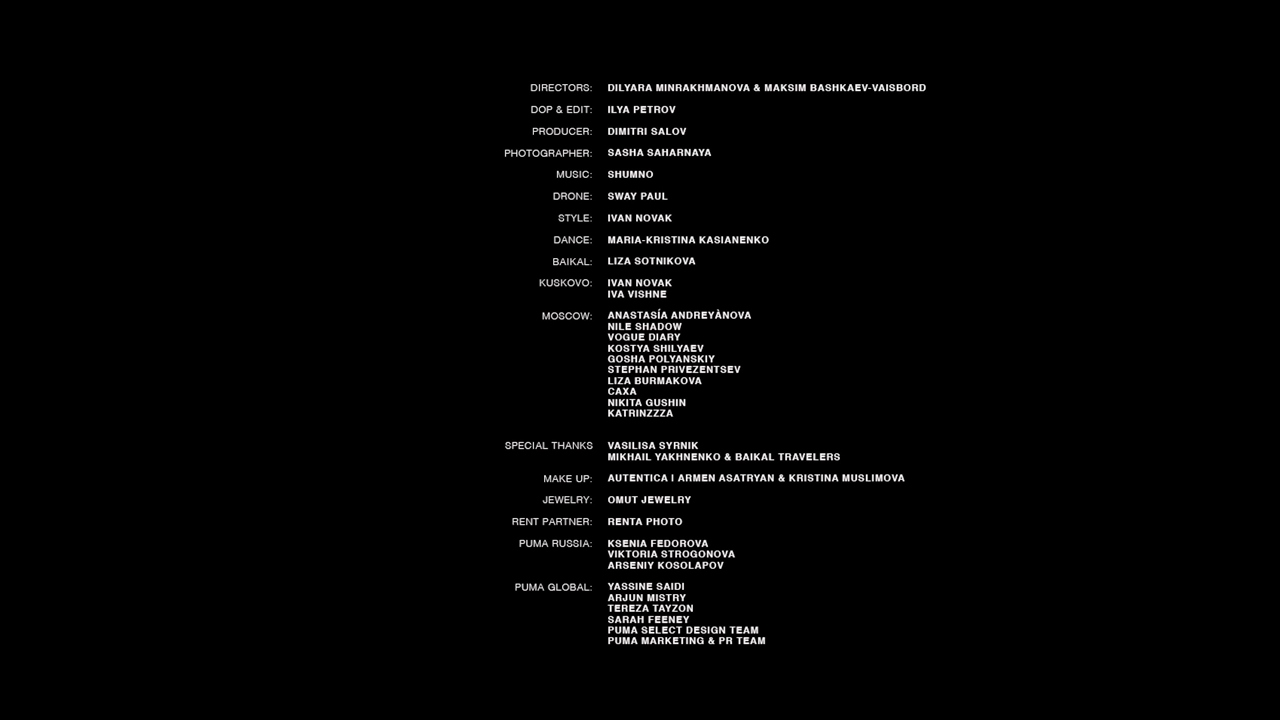 DIRECTORS: DILYARA MINRAKHMANOVA & MAKSIM BASHKAEV-VAISBORD
DOP & EDIT: ILYA PETROV
PRODUCER: DIMITRI SALOV
PHOTOGRAPHER: SASHA SAHARNAYA
MUSIC: SHUMNO
DRONE: SWAY PAUL
STYLE: IVAN NOVAK
DANCE: MARIA-KRISTINA KASIANENKO
BAIKAL: LIZA SOTNIKOVA
KUSKOVO: IVAN NOVAK
IVA VISHNE
MOSCOW: ANASTASÍA ANDREYÀNOVA
NILE SHADOW
VOGUE DIARY
KOSTYA SHILYAEV
GOSHA POLYANSKIY
STEPHAN PRIVEZENTSEV
LIZA BURMAKOVA
CAXA
NIKITA GUSHIN
KATRINZZZA
SPECIAL THANKS VASILISA SYRNIK
MIKHAIL YAKHNENKO & BAIKAL TRAVELERS
MAKE UP: AUTENTICA I ARMEN ASATRYAN & KRISTINA MUSLIMOVA
JEWELRY: OMUT JEWELRY
RENT PARTNER: RENTA PHOTO
PUMA RUSSIA: KSENIA FEDOROVA
VIKTORIA STROGONOVA
ARSENIY KOSOLAPOV
PUMA GLOBAL: YASSINE SAIDI
ARJUN MISTRY
TEREZA TAYZON
SARAH FEENEY
PUMA SELECT DESIGN TEAM
PUMA MARKETING & PR TEAM